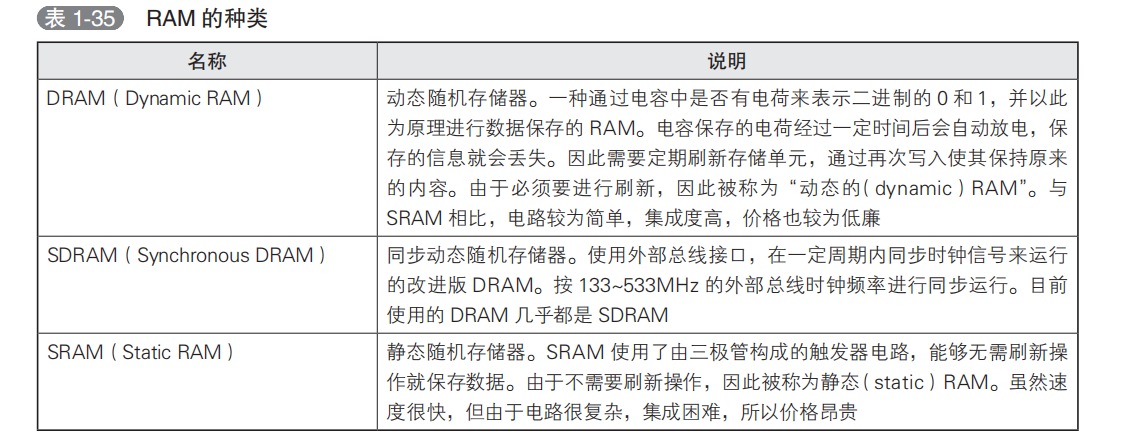 表 1-35 RAM 的种类
名称 说明
DRAM（Dynamic RAM） 动态随机存储器。一种通过电容中是否有电荷来表示二进制的 0 和 1，并以此
为原理进行数据保存的 RAM。电容保存的电荷经过一定时间后会自动放电，保
存的信息就会丢失。因此需要定期刷新存储单元，通过再次写入使其保持原来
的内容。由于必须要进行刷新，因此被称为“动态的（dynamic）RAM”。与
SRAM 相比，电路较为简单，集成度高，价格也较为低廉
SDRAM（Synchronous DRAM） 同步动态随机存储器。使用外部总线接口，在一定周期内同步时钟信号来运行
的改进版 DRAM。按 133~533MHz 的外部总线时钟频率进行同步运行。目前
使用的 DRAM 几乎都是 SDRAM
SRAM（Static RAM） 静态随机存储器。SRAM 使用了由三极管构成的触发器电路，能够无需刷新操
作就保存数据。由于不需要刷新操作，因此被称为静态（static）RAM。虽然速
度很快，但由于电路很复杂，集成困难，所以价格昂贵